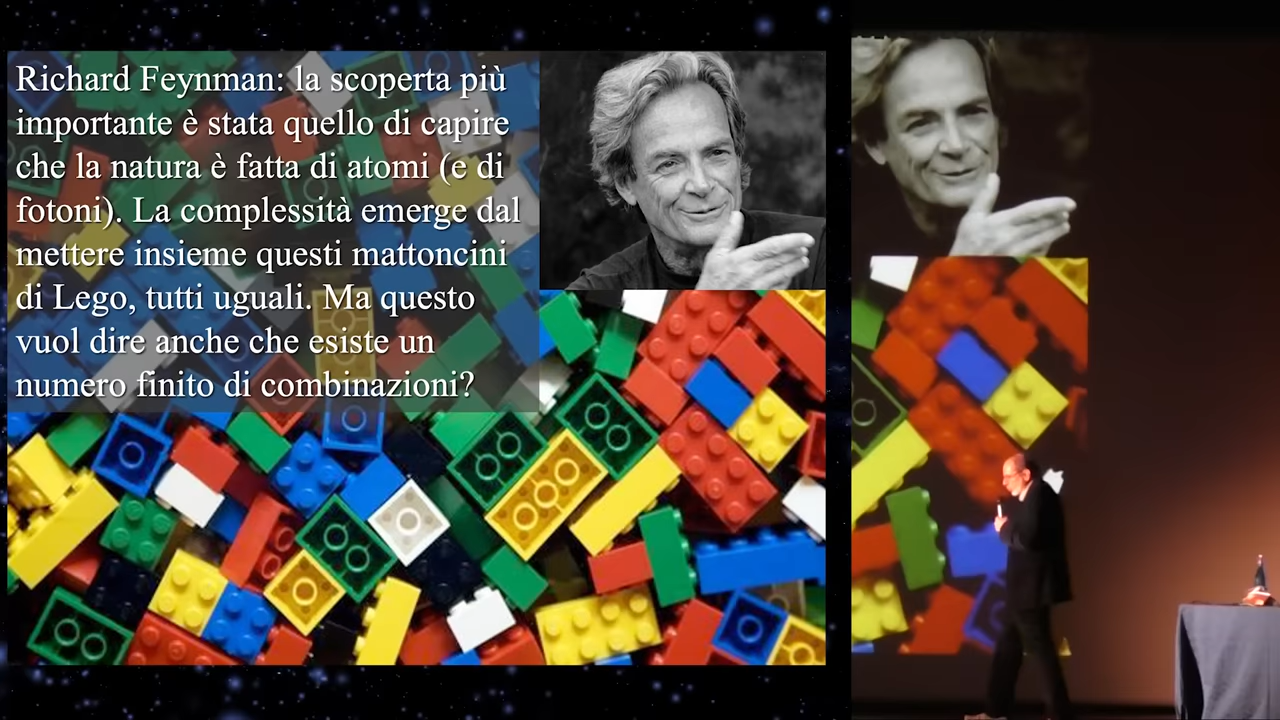 Richard Feynman: la scoperta più
importante è stata quello di capire
che la natura è fatta di atomi (e di
fotoni). La complessità emerge dal
mettere insieme questi mattoncini
di Lego, tutti uguali. Ma questo
vuol dire anche che esiste un
numero finito di combinazioni?